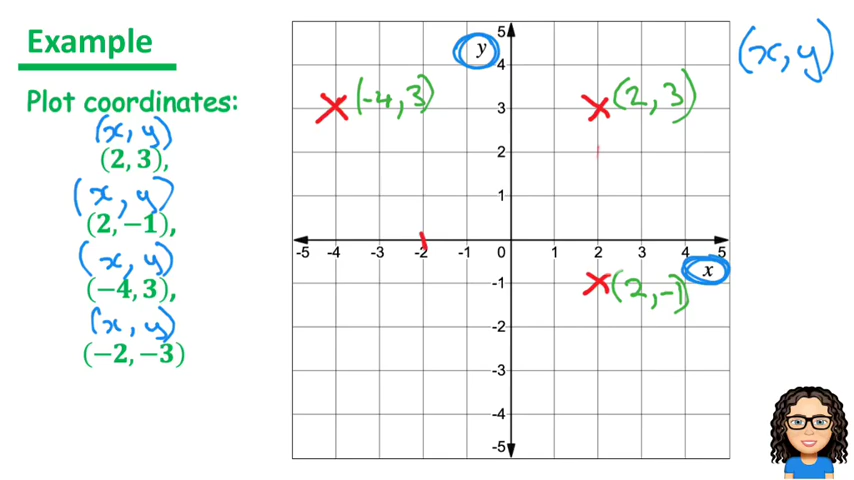 Example
Plot coordinates:
(x, y)
(2, 3),
(x, y)
(2, −1),
(x, y)
(−4, 3),
(x, y)
(−2, −3)
(x, y)
y
5
4
3
2
1
-5 -4 -3 -2 -1 0 1 2 3 4 5
x
-1
-2
-3
-4
-5
(-4, 3)
(2, 3)
(2, -1)